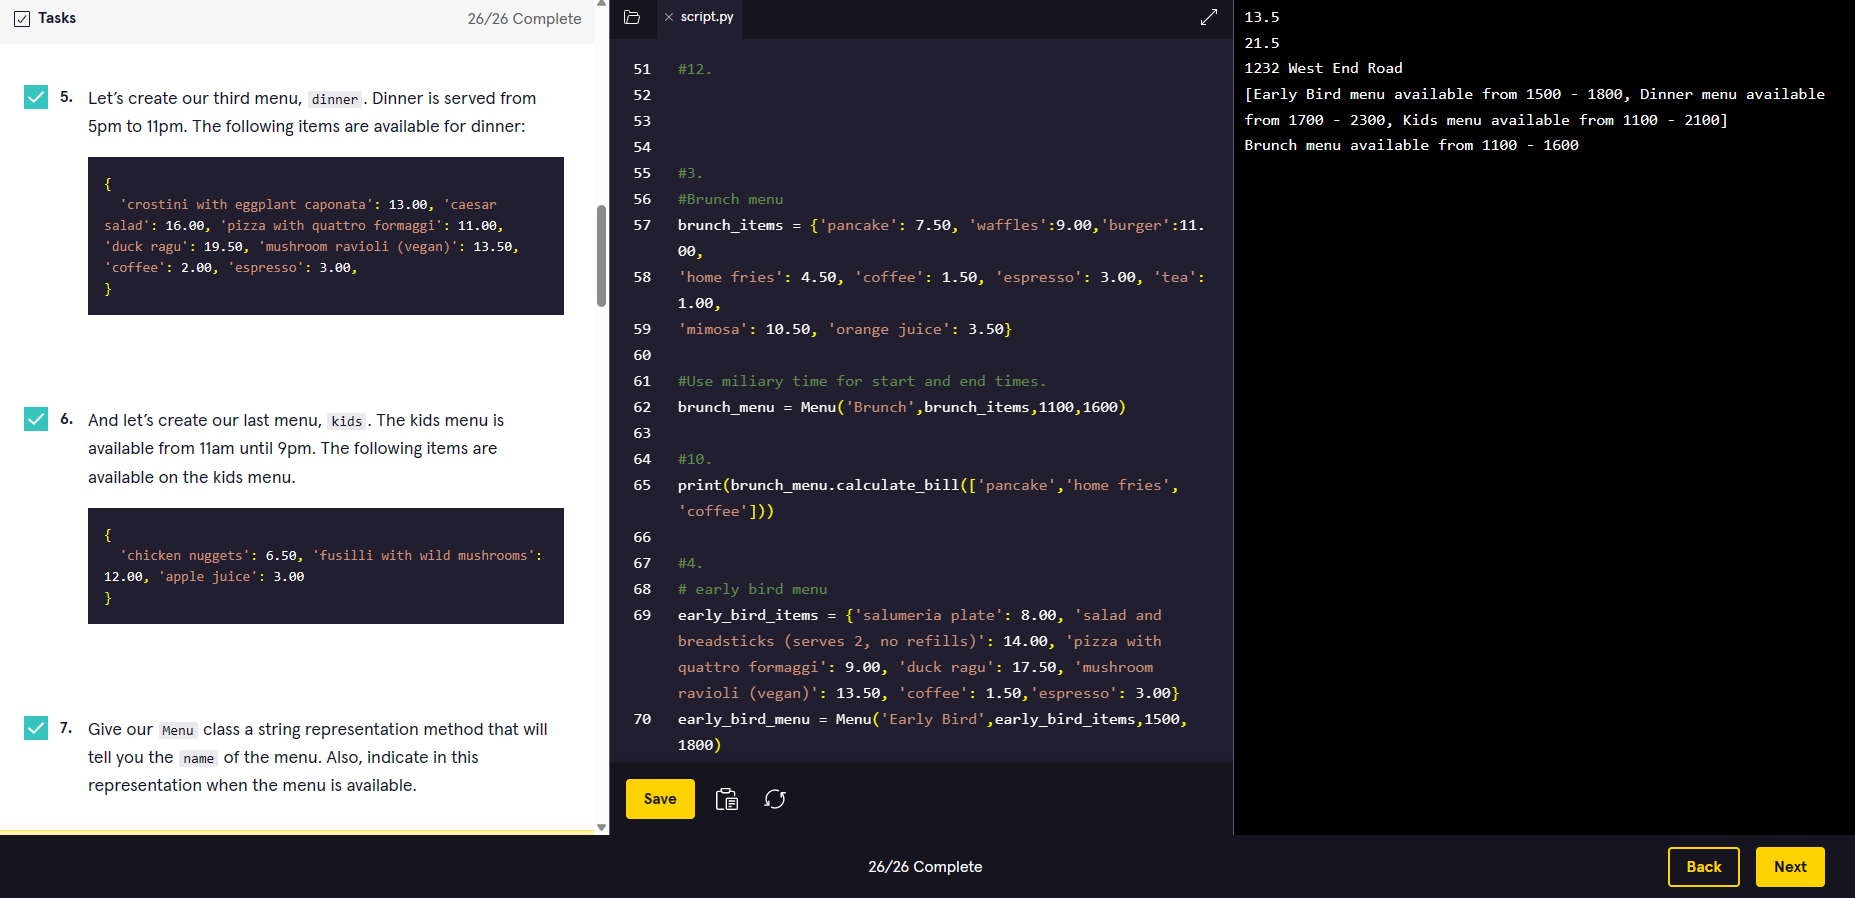 Tasks
26/26 Complete
5. Let's create our third menu, dinner. Dinner is served from
5pm to 11pm. The following items are available for dinner:
{
'crostini with eggplant caponata': 13.00, 'caesar
salad': 16.00, 'pizza with quattro formaggi': 11.00,
'duck ragu': 19.50, 'mushroom ravioli (vegan)': 13.50,
'coffee': 2.00, 'espresso': 3.00,
}
6. And let's create our last menu, kids. The kids menu is
available from 11am until 9pm. The following items are
available on the kids menu.
{
'chicken nuggets': 6.50, 'fusilli with wild mushrooms':
12.00, 'apple juice': 3.00
}
7. Give our Menu class a string representation method that will
tell you the name of the menu. Also, indicate in this
representation when the menu is available.
script.py
51 #12.
52
53
54
55 #3.
56 #Brunch menu
57 brunch_items = {'pancake': 7.50, 'waffles':9.00,'burger':11.
00,
58 'home fries': 4.50, 'coffee': 1.50, 'espresso': 3.00, 'tea':
1.00,
59 'mimosa': 10.50, 'orange juice': 3.50}
60
61 #Use miliary time for start and end times.
62 brunch_menu = Menu('Brunch',brunch_items,1100,1600)
63
64 #10.
65 print(brunch_menu.calculate_bill(['pancake','home fries',
'coffee']))
66
67 #4.
68 # early bird menu
69 early_bird_items = {'salumeria plate': 8.00, 'salad and
breadsticks (serves 2, no refills)': 14.00, 'pizza with
quattro formaggi': 9.00, 'duck ragu': 17.50, 'mushroom
ravioli (vegan)': 13.50, 'coffee': 1.50,'espresso': 3.00}
70 early_bird_menu = Menu('Early Bird',early_bird_items,1500,
1800)
Save
13.5
21.5
1232 West End Road
[Early Bird menu available from 1500 - 1800, Dinner menu available
from 1700 - 2300, Kids menu available from 1100 - 2100]
Brunch menu available from 1100 - 1600
26/26 Complete
Back
Next